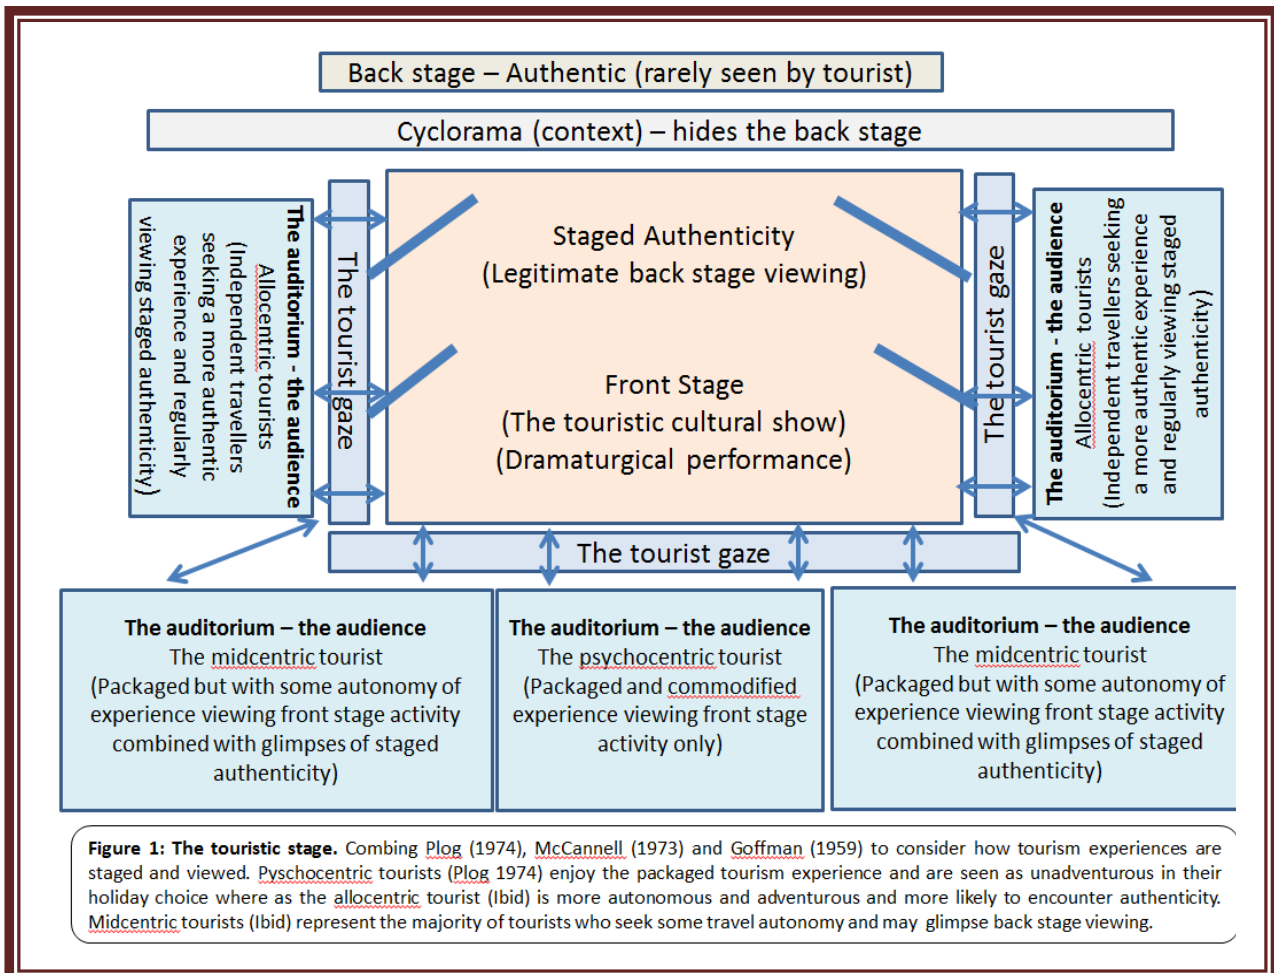 Back stage – Authentic (rarely seen by tourist)
Cyclorama (context) – hides the back stage
The auditorium - the audience
Allocentric tourists
(Independent travellers
seeking a more authentic
experience and regularly
viewing staged authenticity)
The tourist gaze
Staged Authenticity
(Legitimate back stage viewing)
Front Stage
(The touristic cultural show)
(Dramaturgical performance)
The tourist gaze
The auditorium - the audience
Allocentric tourists
(Independent travellers seeking
a more authentic experience
and regularly viewing staged
authenticity)
The tourist gaze
The auditorium – the audience
The midcentric tourist
(Packaged but with some autonomy of
experience viewing front stage activity
combined with glimpses of staged
authenticity)
The auditorium – the audience
The psychocentric tourist
(Packaged and commodified
experience viewing front stage
activity only)
The auditorium – the audience
The midcentric tourist
(Packaged but with some autonomy of
experience viewing front stage activity
combined with glimpses of staged
authenticity)
Figure 1: The touristic stage. Combing Plog (1974), McCannell (1973) and Goffman (1959) to consider how tourism experiences are
staged and viewed. Pyschocentric tourists (Plog 1974) enjoy the packaged tourism experience and are seen as unadventurous in their
holiday choice where as the allocentric tourist (Ibid) is more autonomous and adventurous and more likely to encounter authenticity.
Midcentric tourists (Ibid) represent the majority of tourists who seek some travel autonomy and may glimpse back stage viewing.